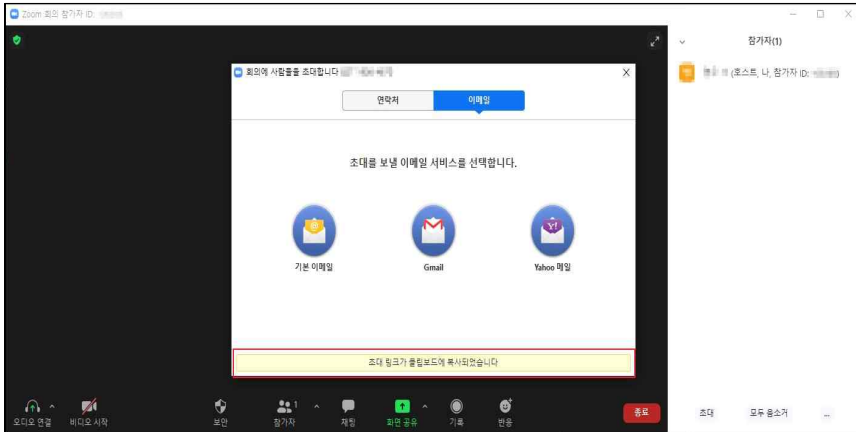 Zoom 회의 참가자 ID:
참가자(1)
(호스트, 나, 참가자 ID:
회의에 사람들을 초대합니다
연락처
이메일
초대를 보낼 이메일 서비스를 선택합니다.
기본 이메일
Gmail
Yahoo 메일
초대 링크가 클립보드에 복사되었습니다
오디오 연결
비디오 시작
보안
참가자
1
채팅
화면 공유
기록
반응
종료
초대
모두 음소거
...